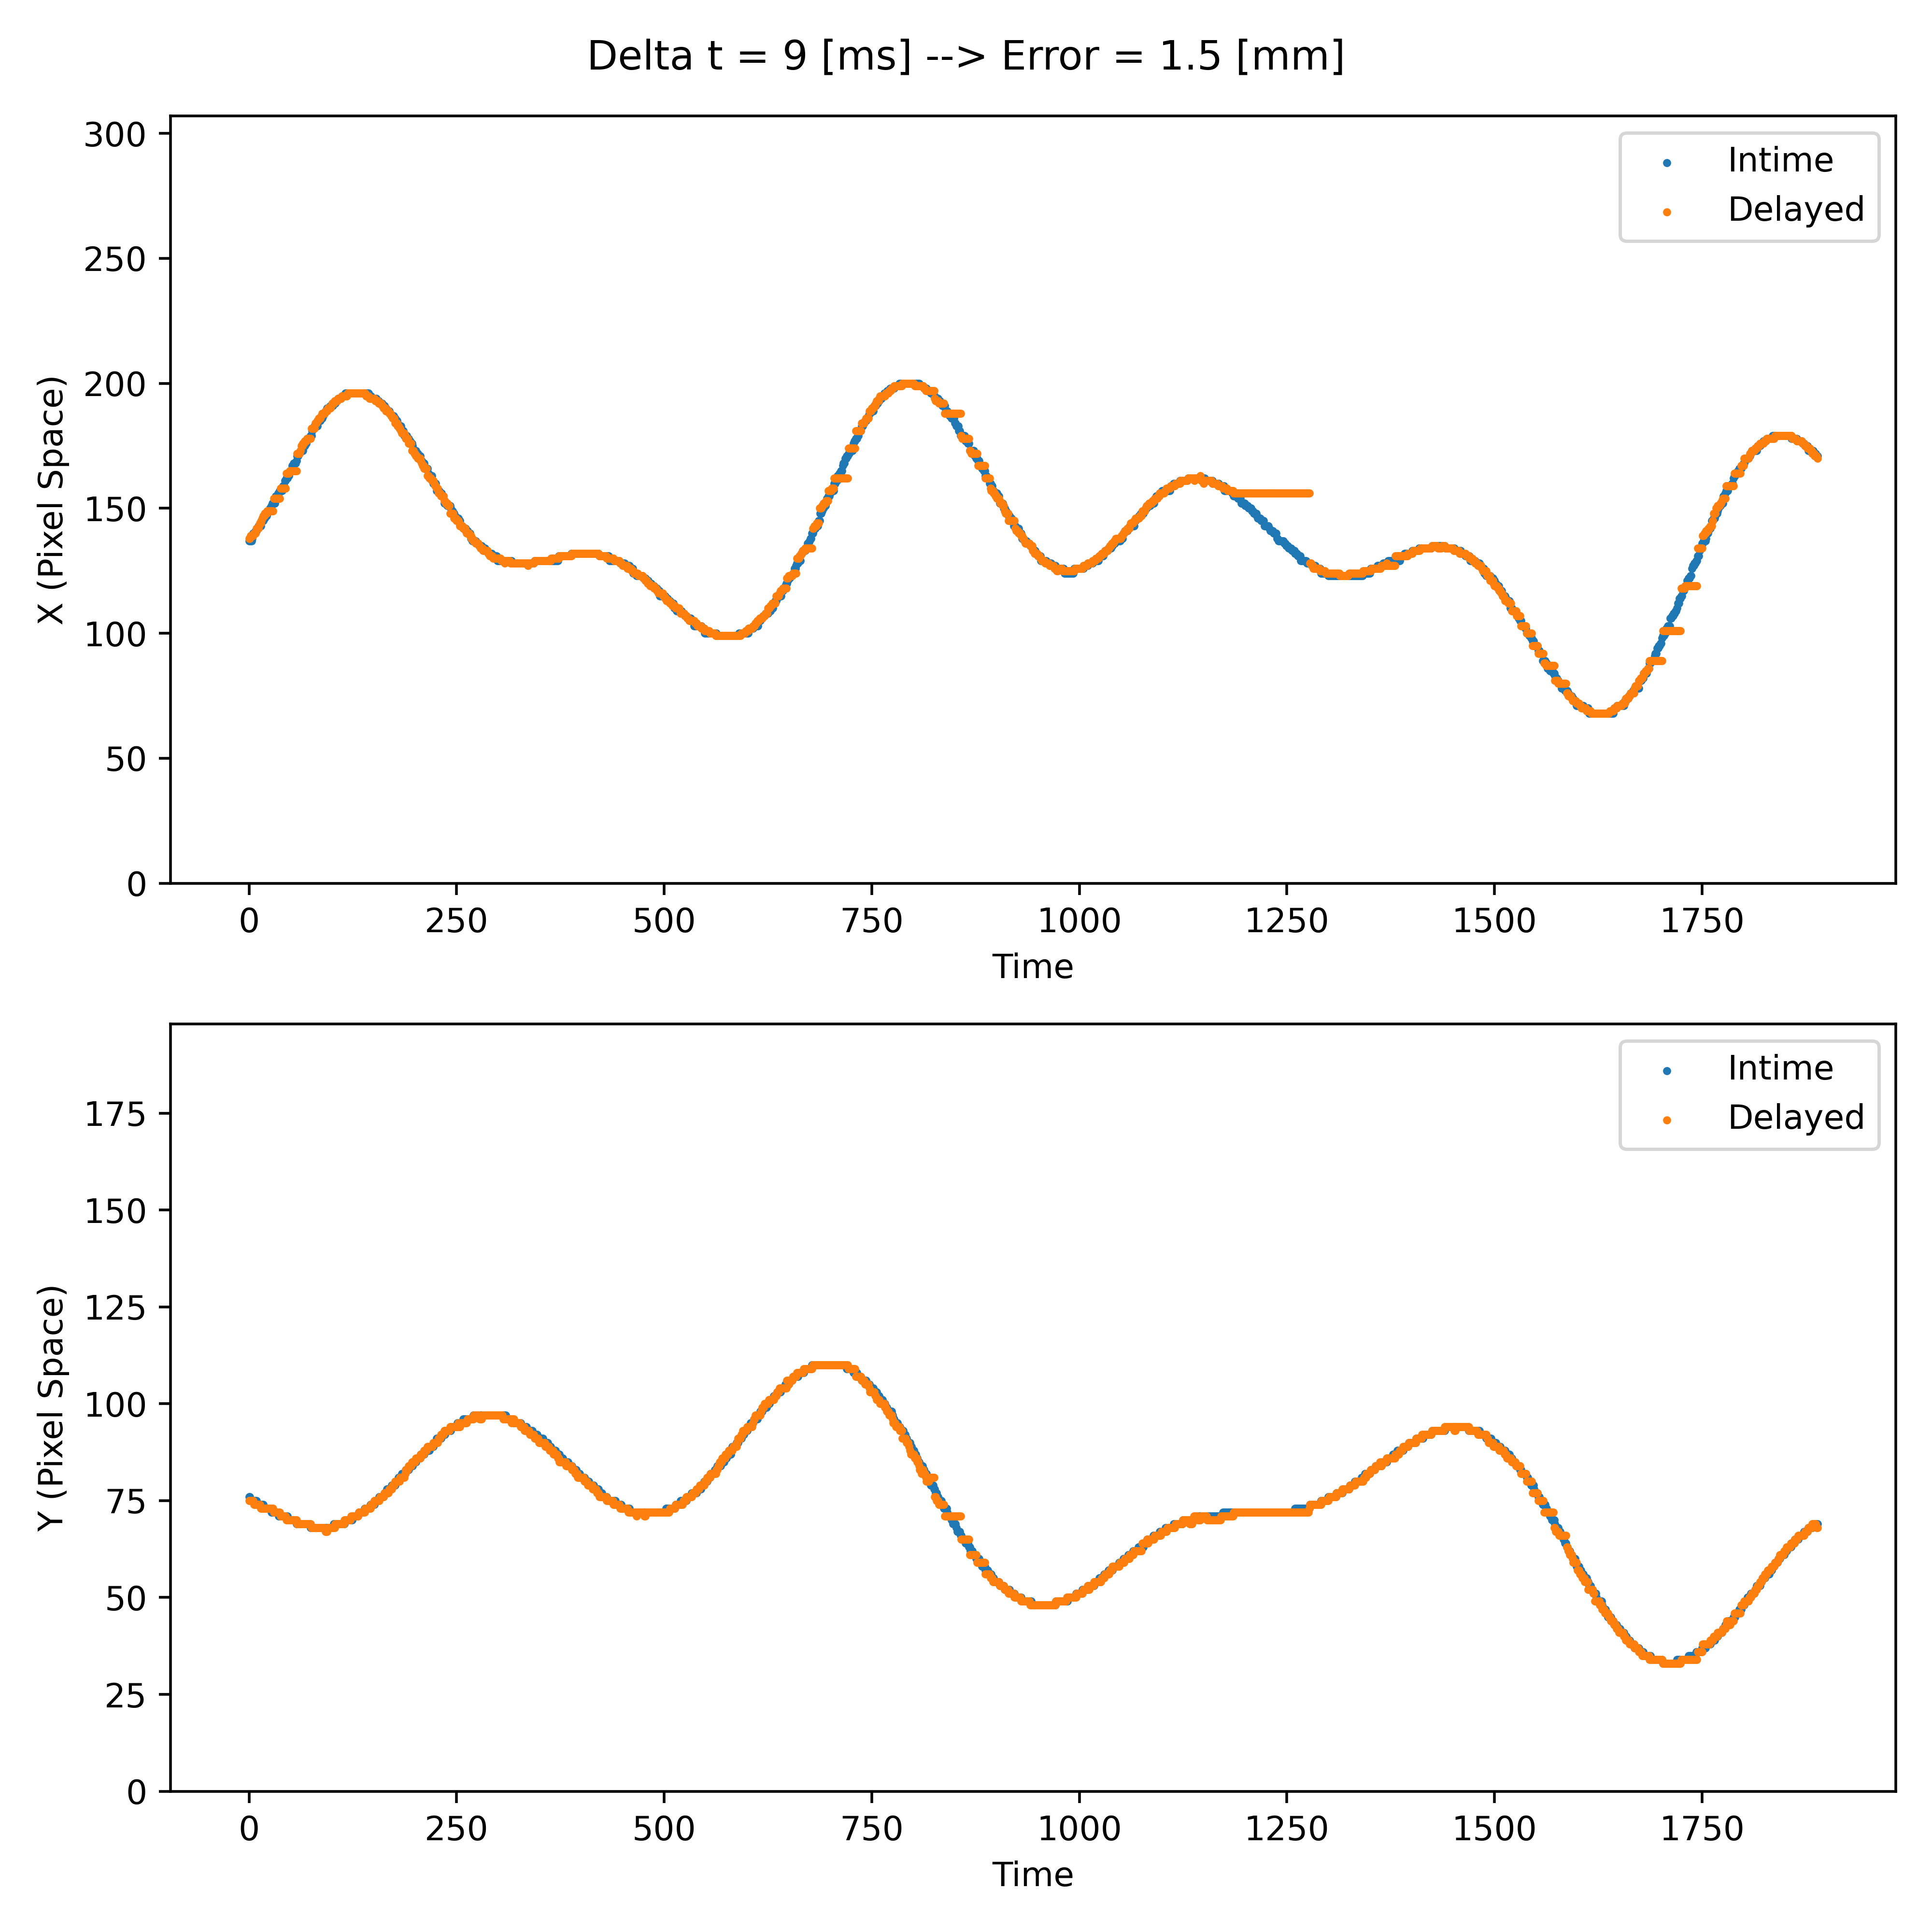 Delta t = 9 [ms] --> Error = 1.5 [mm]
300
250
200
150
100
50
0
X (Pixel Space)
Intime
Delayed
0 250 500 750 1000 1250 1500 1750
Time
175
150
125
100
75
50
25
0
Y (Pixel Space)
Intime
Delayed
0 250 500 750 1000 1250 1500 1750
Time